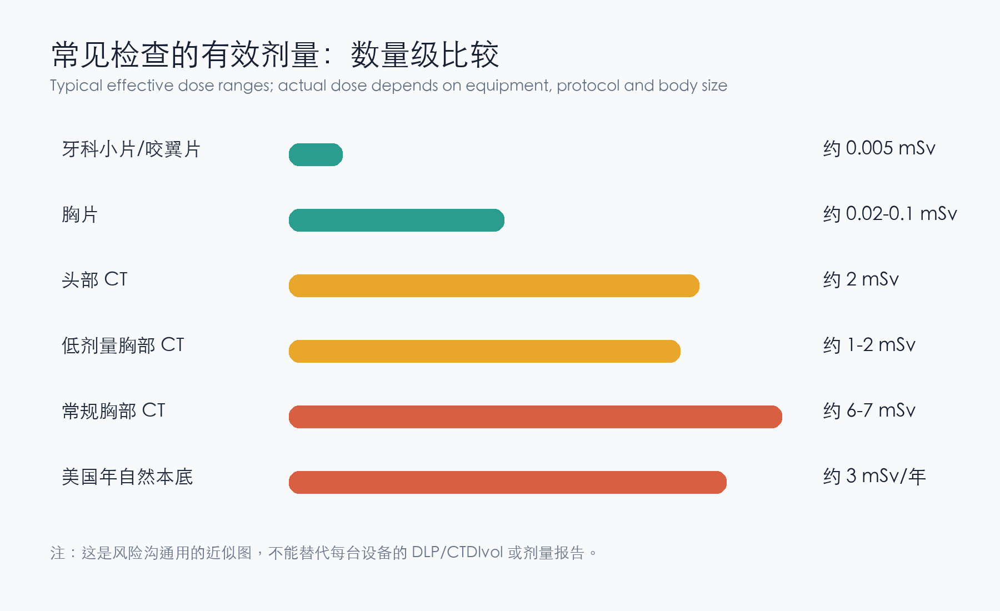 常见检查的有效剂量：数量级比较
Typical effective dose ranges; actual dose depends on equipment, protocol and body size
牙科小片/咬翼片 约 0.005 mSv
胸片 约 0.02-0.1 mSv
头部 CT 约 2 mSv
低剂量胸部 CT 约 1-2 mSv
常规胸部 CT 约 6-7 mSv
美国年自然本底 约 3 mSv/年
注：这是风险沟通用的近似图，不能替代每台设备的 DLP/CTDIvol 或剂量报告。